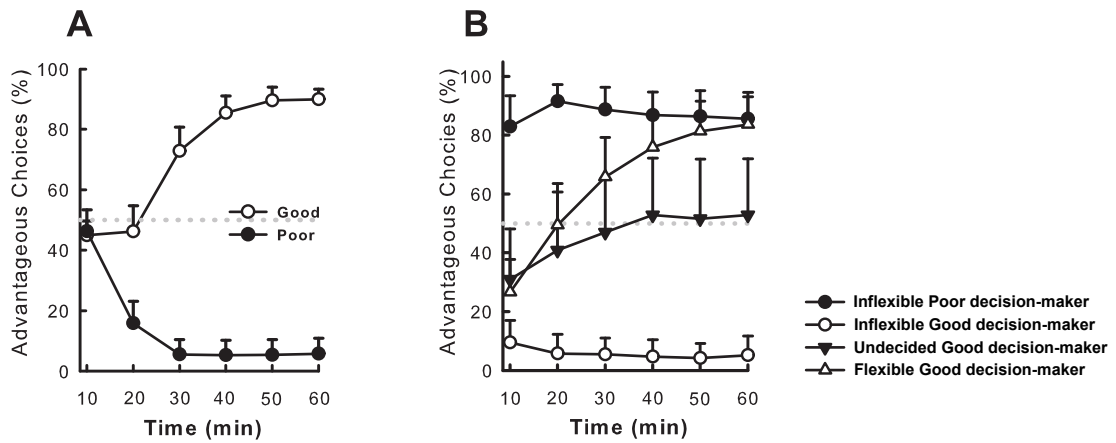 A
Advantageous Choices (%)
100
80
60
40
20
0
Good
Poor
10 20 30 40 50 60
Time (min)
B
Advantageous Chocies (%)
100
80
60
40
20
0
10 20 30 40 50 60
Time (min)
Inflexible Poor decision-maker
Inflexible Good decision-maker
Undecided Good decision-maker
Flexible Good decision-maker